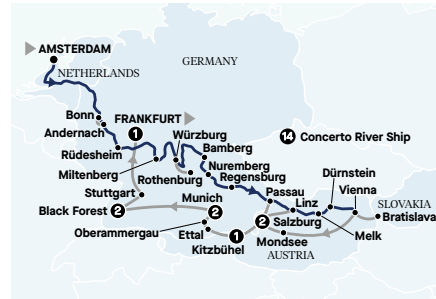 AMSTERDAM
NETHERLANDS
GERMANY
Bonn
Andernach
FRANKFURT
1
Würzburg
14 Concerto River Ship
Rüdesheim
Bamberg
Miltenberg
Nuremberg
Rothenburg
Regensburg
Stuttgart
Munich
Passau
Dürnstein
Linz
Vienna
Black Forest 2
2
2
Salzburg
SLOVAKIA
Bratislava
Oberammergau
Ettal
1
Kitzbühel
Mondsee
Melk
AUSTRIA